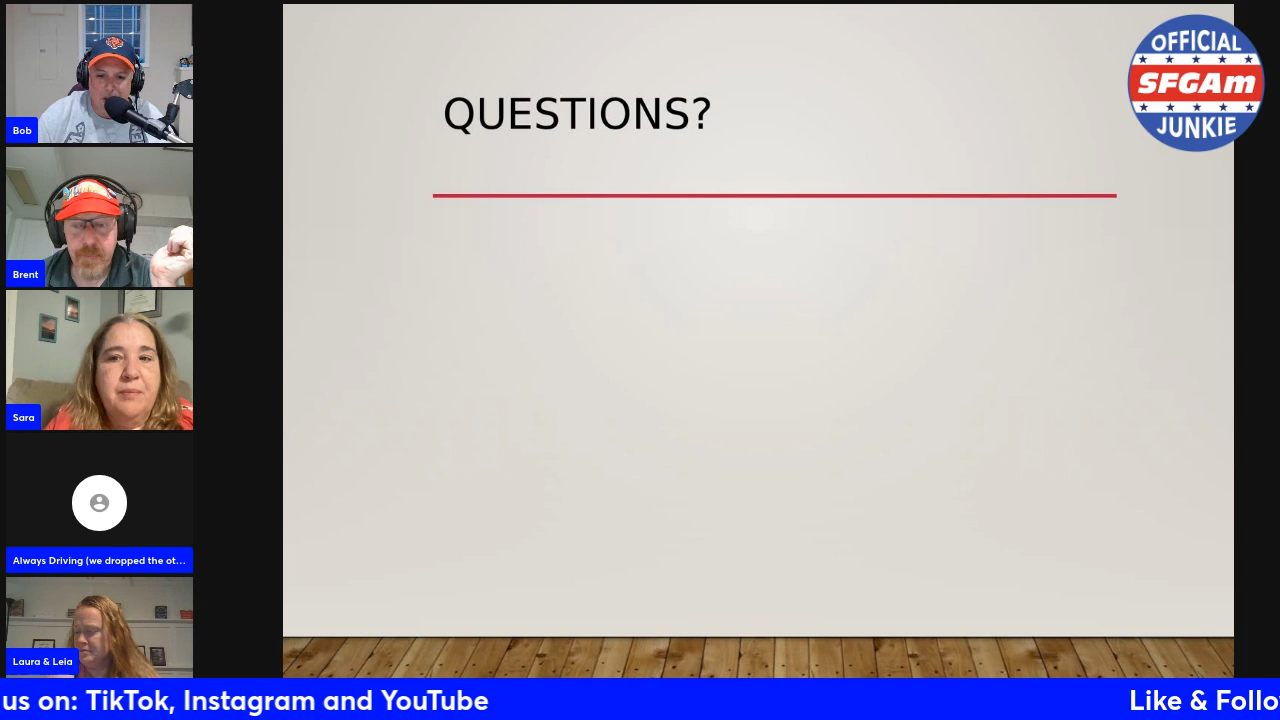 Bob
Brent
Sara
Always Driving (we dropped the ot...
Laura & Leia
QUESTIONS?
OFFICIAL
SFGAm
JUNKIE
us on: TikTok, Instagram and YouTube
Like & Follo